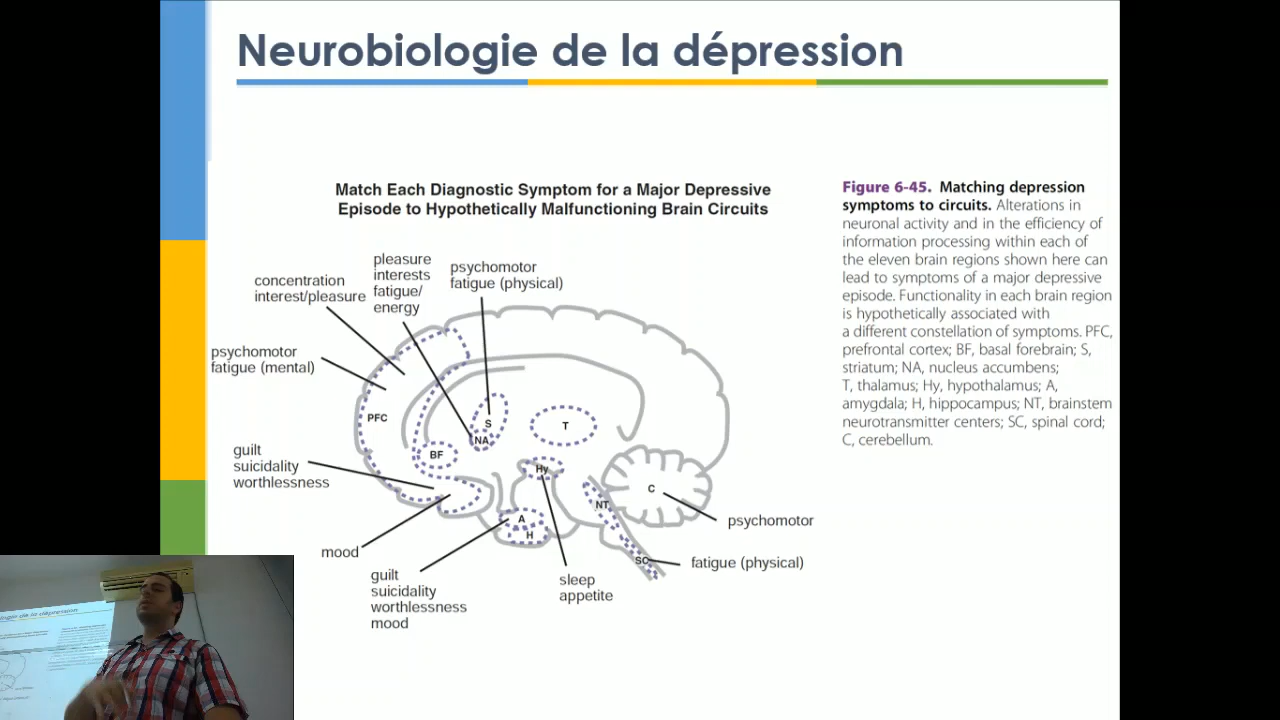 Neurobiologie de la dépression
Match Each Diagnostic Symptom for a Major Depressive
Episode to Hypothetically Malfunctioning Brain Circuits
concentration
interest/pleasure
pleasure
interests
fatigue/
energy
psychomotor
fatigue (physical)
psychomotor
fatigue (mental)
PFC
S
NA
T
BF
Hy
guilt
suicidality
worthlessness
C
NT
A
H
psychomotor
mood
SC
fatigue (physical)
guilt
suicidality
worthlessness
mood
sleep
appetite
Figure 6-45. Matching depression
symptoms to circuits. Alterations in
neuronal activity and in the efficiency of
information processing within each of
the eleven brain regions shown here can
lead to symptoms of a major depressive
episode. Functionality in each brain region
is hypothetically associated with
a different constellation of symptoms. PFC,
prefrontal cortex; BF, basal forebrain; S,
striatum; NA, nucleus accumbens;
T, thalamus; Hy, hypothalamus; A,
amygdala; H, hippocampus; NT, brainstem
neurotransmitter centers; SC, spinal cord;
C, cerebellum.